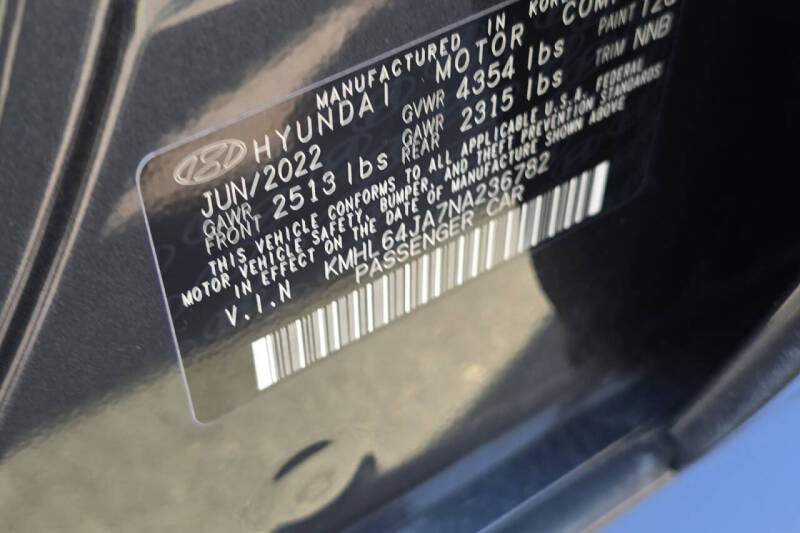 MANUFACTURED IN KOR
HYUNDAI MOTOR COMP
JUN/2022 GVWR 4354 lbs PAINT
GAWR FRONT 2513 lbs GAWR REAR 2315 lbs TRIM NNB
THIS VEHICLE CONFORMS TO ALL APPLICABLE U.S.A. FEDERAL
MOTOR VEHICLE SAFETY, BUMPER, AND THEFT PREVENTION STANDARDS
IN EFFECT ON THE DATE OF MANUFACTURE SHOWN ABOVE
V.I.N KMHL64JA7NA236782
PASSENGER CAR